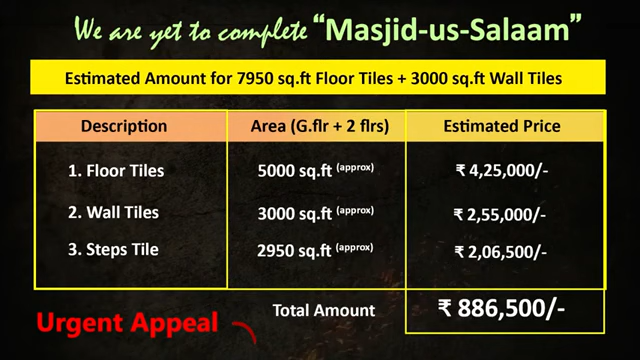 We are yet to complete “Masjid-us-Salaam”
Estimated Amount for 7950 sq.ft Floor Tiles + 3000 sq.ft Wall Tiles
Description Area (G.flr + 2 flrs) Estimated Price
1. Floor Tiles 5000 sq.ft (approx) ₹ 4,25,000/-
2. Wall Tiles 3000 sq.ft (approx) ₹ 2,55,000/-
3. Steps Tile 2950 sq.ft (approx) ₹ 2,06,500/-
Total Amount ₹ 886,500/-
Urgent Appeal